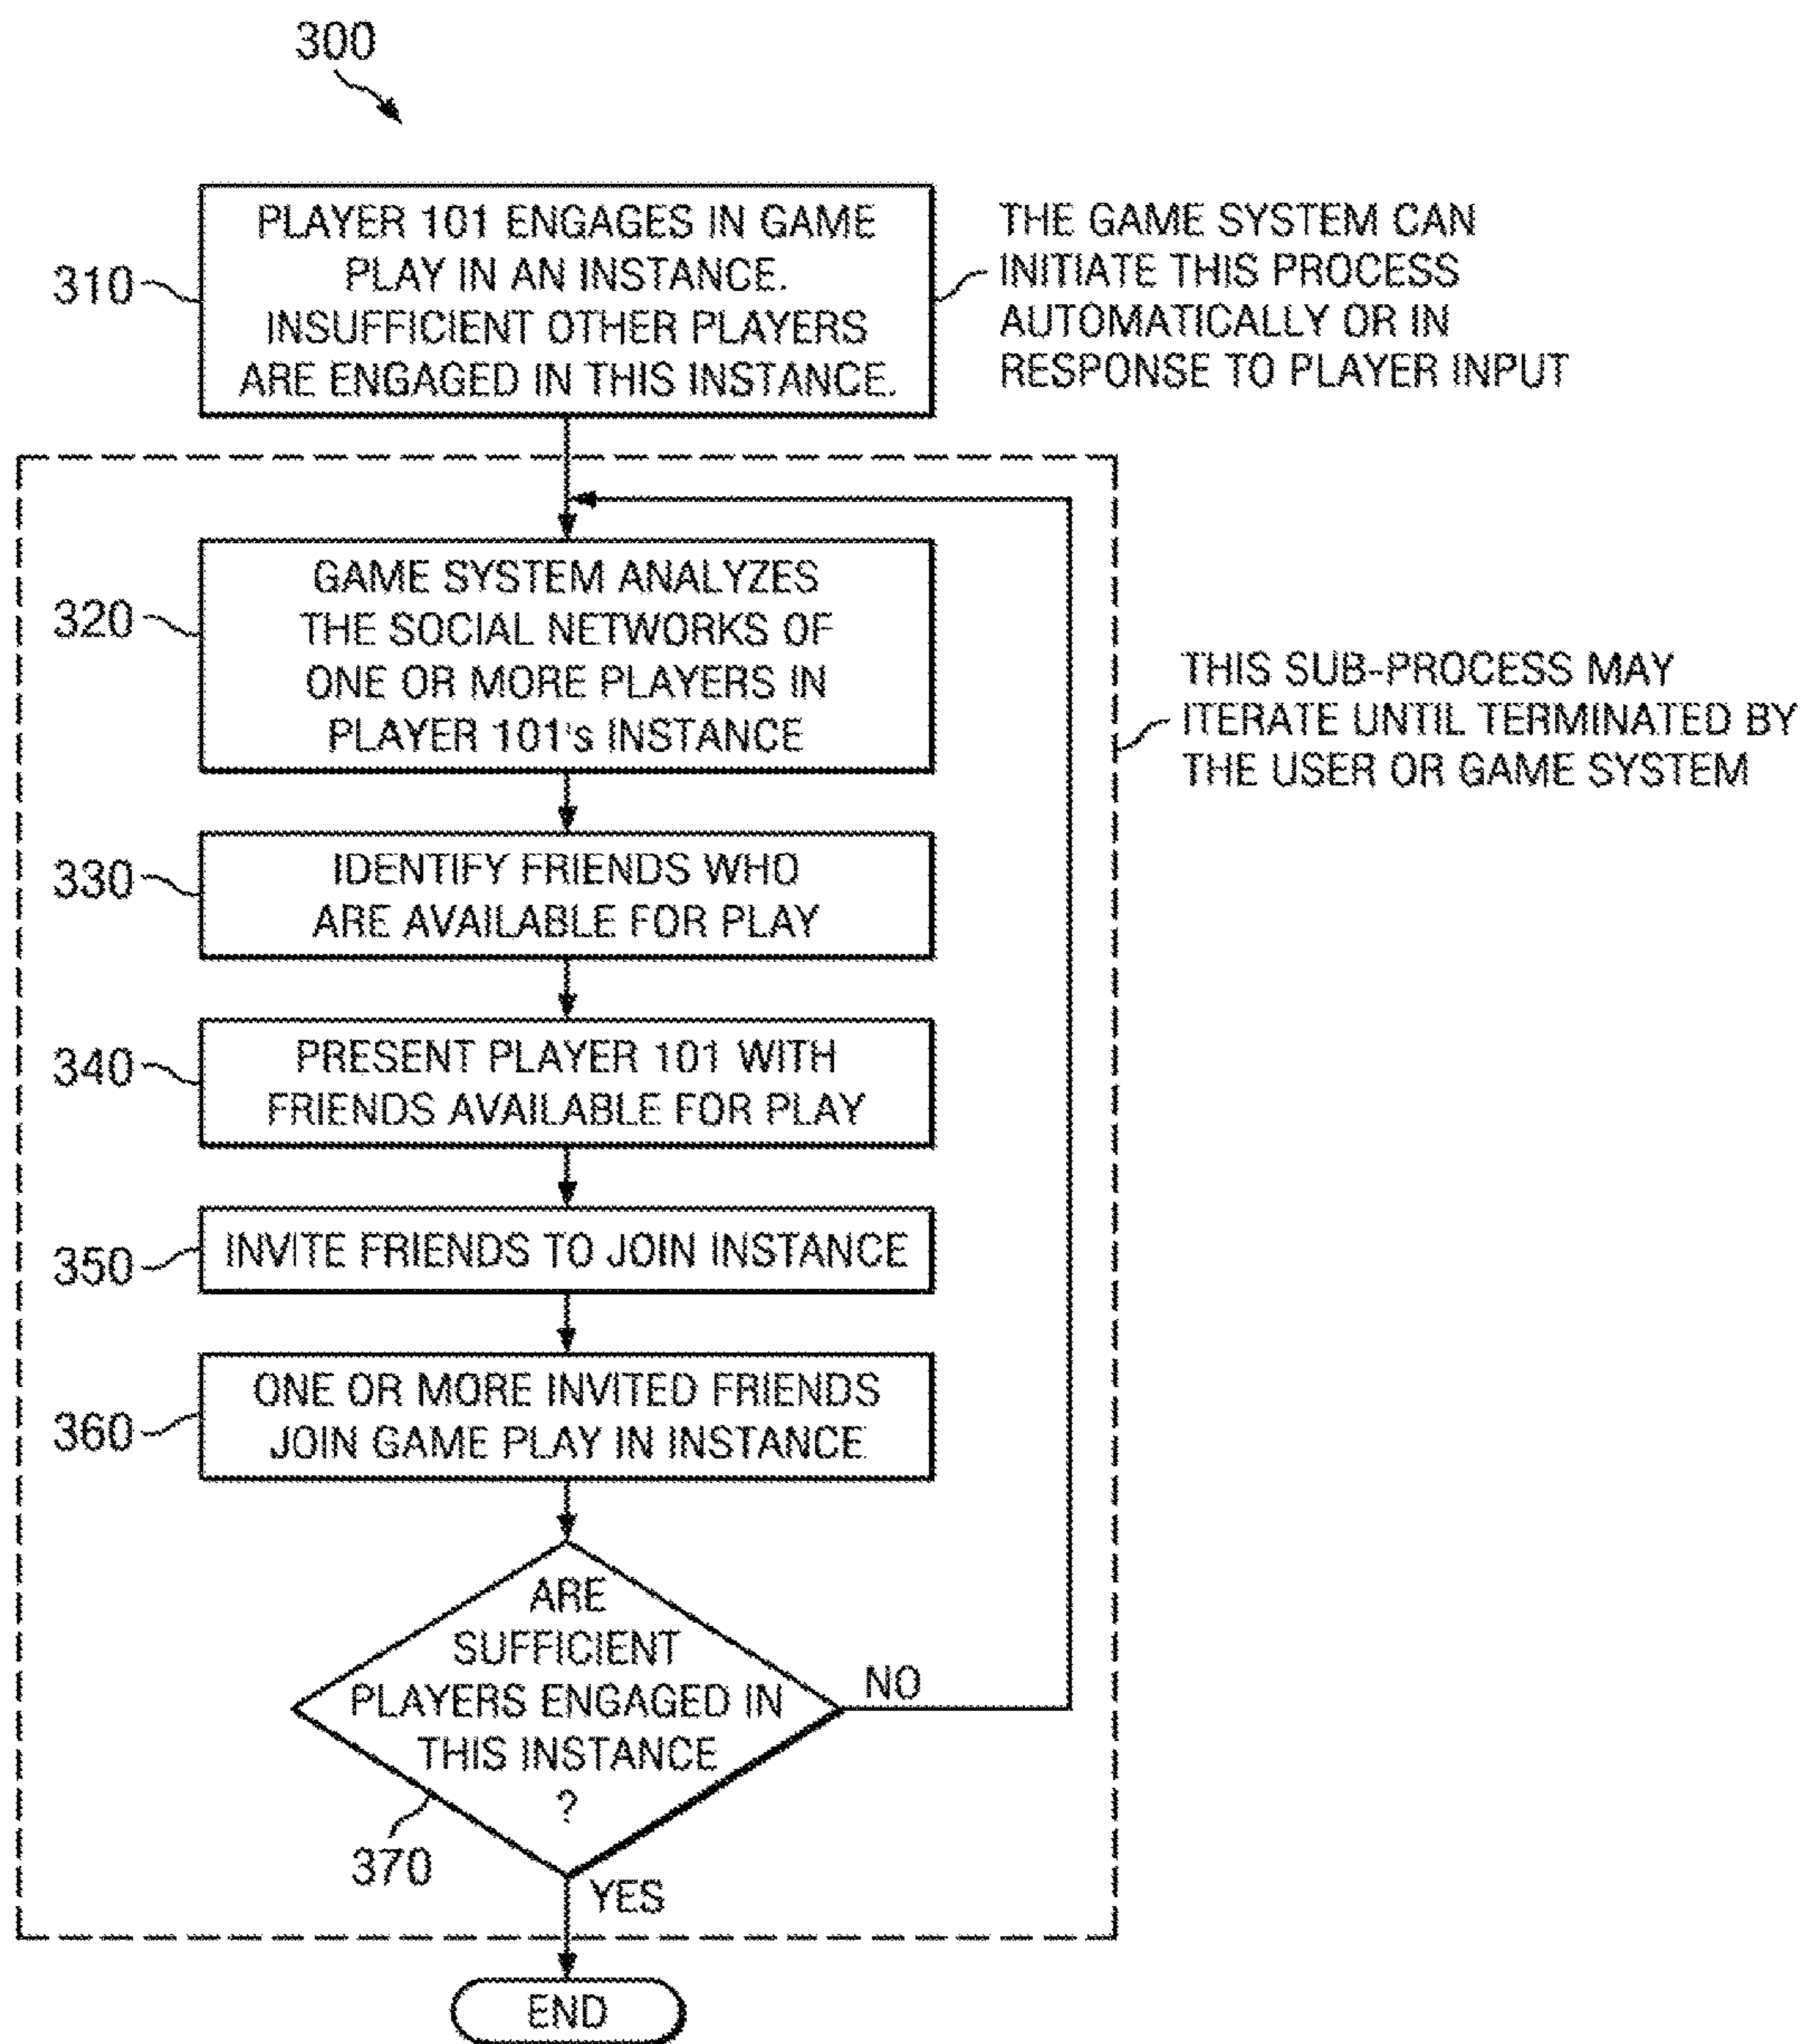 300
310
PLAYER 101 ENGAGES IN GAME
PLAY IN AN INSTANCE.
INSUFFICIENT OTHER PLAYERS
ARE ENGAGED IN THIS INSTANCE.
THE GAME SYSTEM CAN
INITIATE THIS PROCESS
AUTOMATICALLY OR IN
RESPONSE TO PLAYER INPUT
320
GAME SYSTEM ANALYZES
THE SOCIAL NETWORKS OF
ONE OR MORE PLAYERS IN
PLAYER 101's INSTANCE
THIS SUB-PROCESS MAY
ITERATE UNTIL TERMINATED BY
THE USER OR GAME SYSTEM
330
IDENTIFY FRIENDS WHO
ARE AVAILABLE FOR PLAY
340
PRESENT PLAYER 101 WITH
FRIENDS AVAILABLE FOR PLAY
350
INVITE FRIENDS TO JOIN INSTANCE
360
ONE OR MORE INVITED FRIENDS
JOIN GAME PLAY IN INSTANCE
ARE
SUFFICIENT
PLAYERS ENGAGED IN
THIS INSTANCE
?
NO
370
YES
END